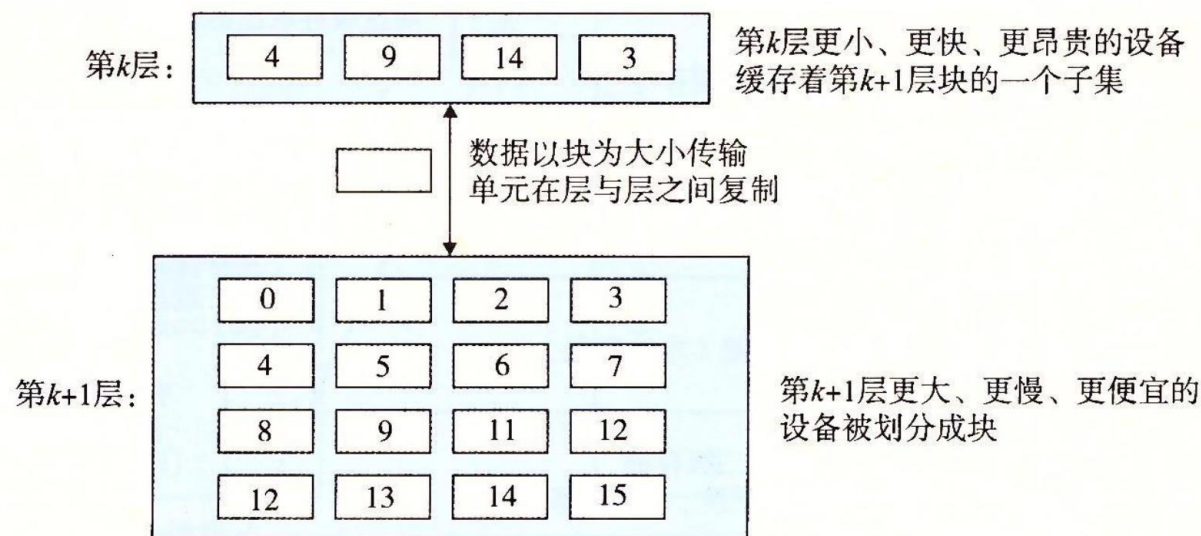 第k层：
4 9 14 3
第k层更小、更快、更昂贵的设备
缓存着第k+1层块的一个子集
数据以块为大小传输
单元在层与层之间复制
0 1 2 3
4 5 6 7
第k+1层：
8 9 11 12
12 13 14 15
第k+1层更大、更慢、更便宜的
设备被划分成块